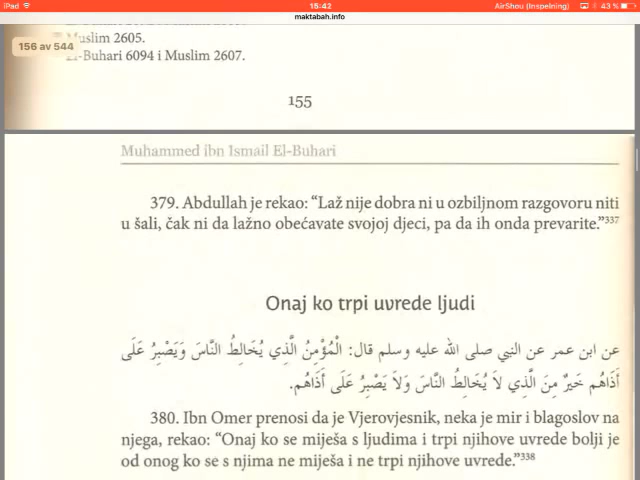 iPad 15:42 AirShou (Inspelning) 43 %
maktabah.info
156 av 544
Muslim 2605.
El-Buhari 6094 i Muslim 2607.
155
Muhammed ibn Ismail El-Buhari
379. Abdullah je rekao: “Laž nije dobra ni u ozbiljnom razgovoru niti
u šali, čak ni da lažno obećavate svojoj djeci, pa da ih onda prevarite.”³³⁷
Onaj ko trpi uvrede ljudi
عن ابن عمر عن النبي صلى الله عليه وسلم قال: الْمُؤْمِنُ الَّذِي يُخَالِطُ النَّاسَ وَيَصْبِرُ عَلَى
أَذَاهُم خَيرٌ مِنَ الَّذِي لاَ يُخَالِطُ النَّاسَ وَلاَ يَصْبِرُ عَلَى أَذَاهُم.
380. Ibn Omer prenosi da je Vjerovjesnik, neka je mir i blagoslov na
njega, rekao: “Onaj ko se miješa s ljudima i trpi njihove uvrede bolji je
od onog ko se s njima ne miješa i ne trpi njihove uvrede.”³³⁸